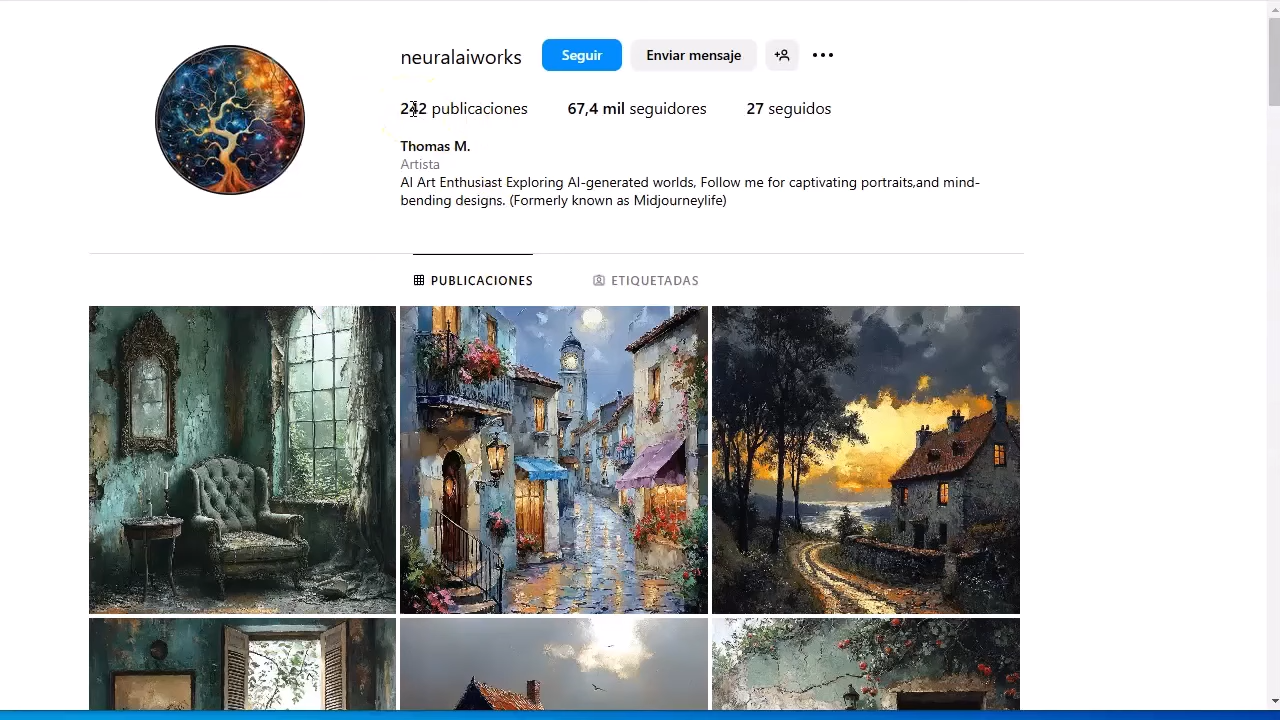 neuralaiworks Seguir Enviar mensaje
242 publicaciones 67,4 mil seguidores 27 seguidos
Thomas M.
Artista
AI Art Enthusiast Exploring AI-generated worlds, Follow me for captivating portraits,and mind-
bending designs. (Formerly known as Midjourneylife)
PUBLICACIONES ETIQUETADAS